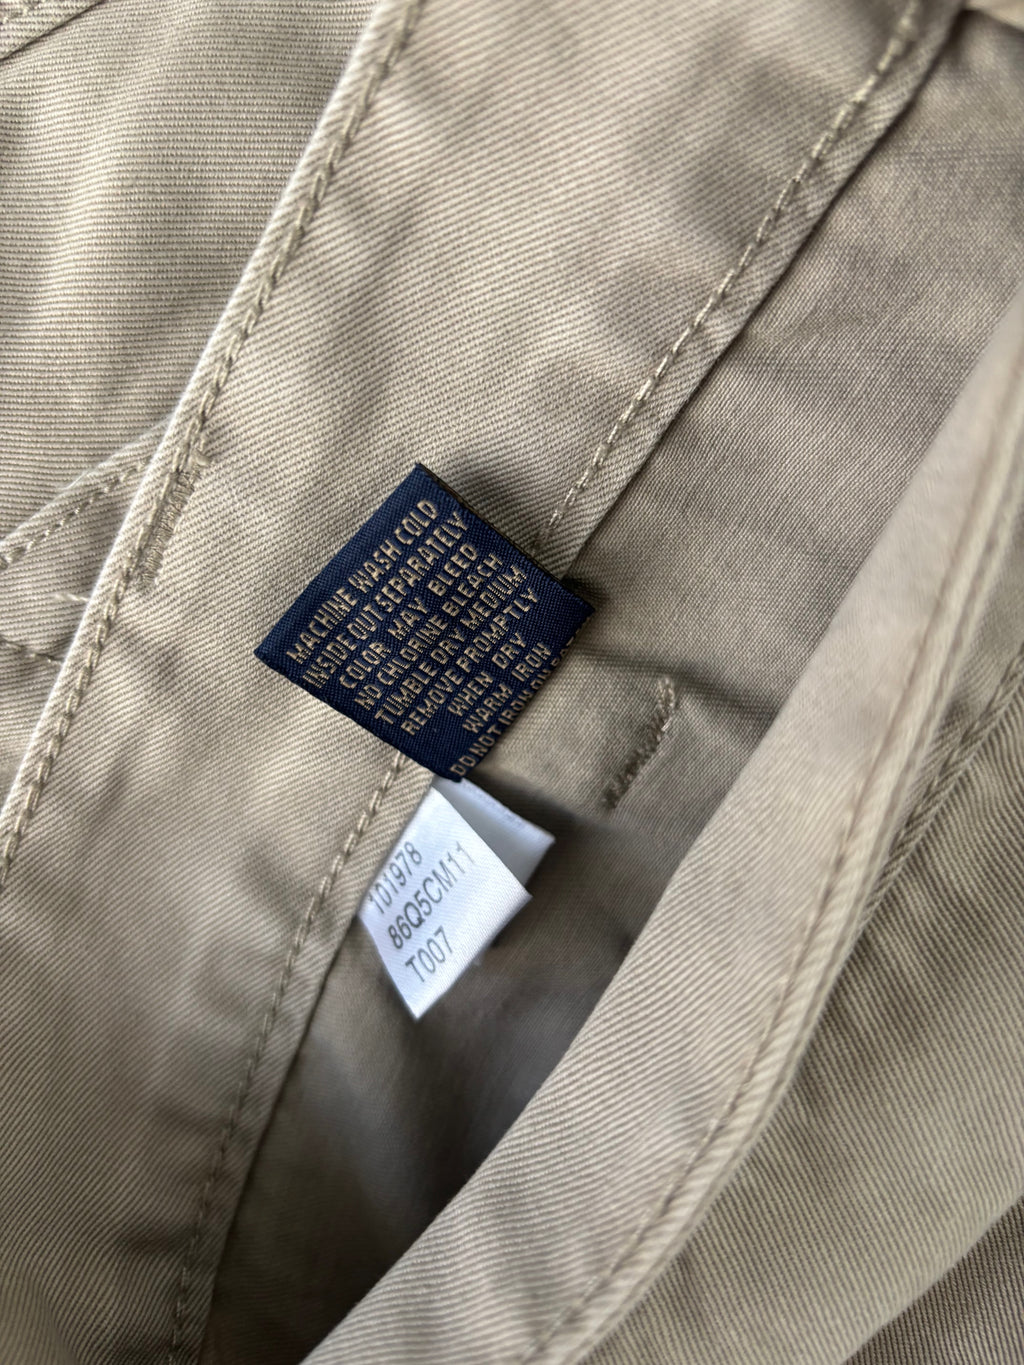 MACHINE WASH COLD
INSIDE OUT SEPARATELY
COLOR MAY BLEED
NO CHLORINE BLEACH
TUMBLE DRY MEDIUM
REMOVE PROMPTLY
WHEN DRY
WARM IRON
DO NOT IRON ON
101978
86Q5CM11
T007